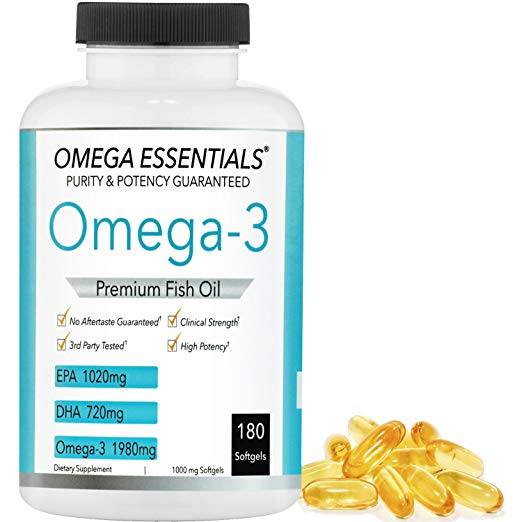 OMEGA ESSENTIALS®
PURITY & POTENCY GUARANTEED
Omega-3
Premium Fish Oil
No Aftertaste Guaranteed† Clinical Strength†
3rd Party Tested† High Potency†
EPA 1020mg
DHA 720mg
Omega-3 1980mg
180
Softgels
Dietary Supplement | 1000 mg Softgels